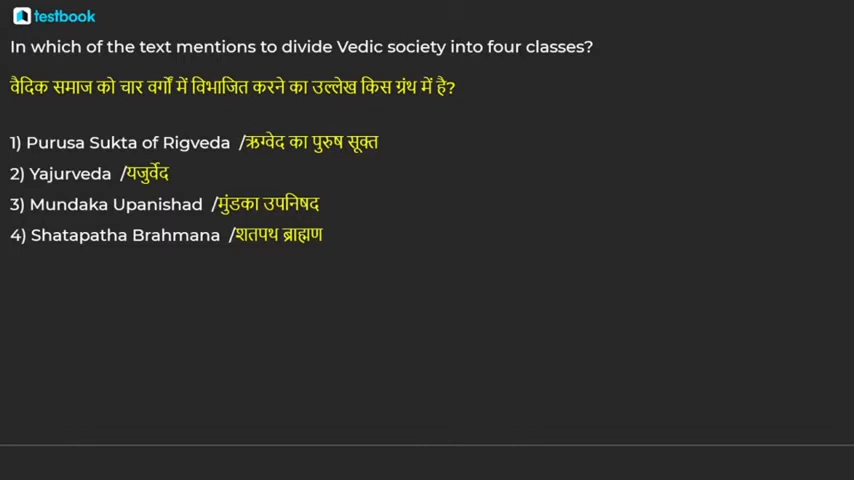 testbook
In which of the text mentions to divide Vedic society into four classes?
वैदिक समाज को चार वर्गों में विभाजित करने का उल्लेख किस ग्रंथ में है?
1) Purusa Sukta of Rigveda /ऋग्वेद का पुरुष सूक्त
2) Yajurveda /यजुर्वेद
3) Mundaka Upanishad /मुंडका उपनिषद
4) Shatapatha Brahmana /शतपथ ब्राह्मण